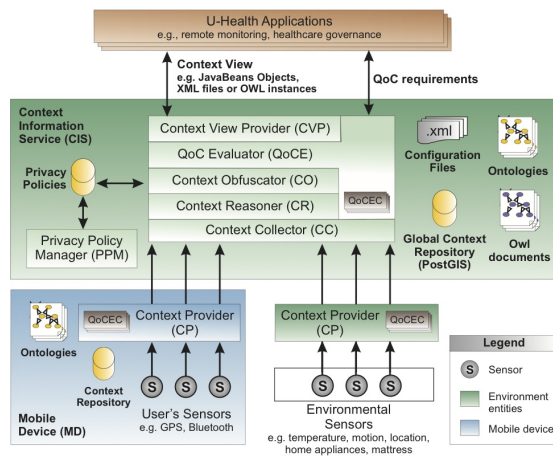 U-Health Applications
e.g., remote monitoring, healthcare governance
Context View
e.g. JavaBeans Objects,
XML files or OWL instances
QoC requirements
Context
Information
Service (CIS)
Context View Provider (CVP)
QoC Evaluator (QoCE)
Context Obfuscator (CO)
Context Reasoner (CR)
Context Collector (CC)
QoCEC
Privacy
Policies
Privacy Policy
Manager (PPM)
.xml
Configuration
Files
Ontologies
Global Context
Repository
(PostGIS)
Owl
documents
QoCEC
Context Provider
(CP)
Ontologies
Context
Repository
S
S
S
User's Sensors
e.g. GPS, Bluetooth
Mobile
Device (MD)
Context Provider
(CP)
QoCEC
S
S
S
Environmental
Sensors
e.g. temperature, motion, location,
home appliances, mattress
Legend
S
Sensor
Environment
entities
Mobile device